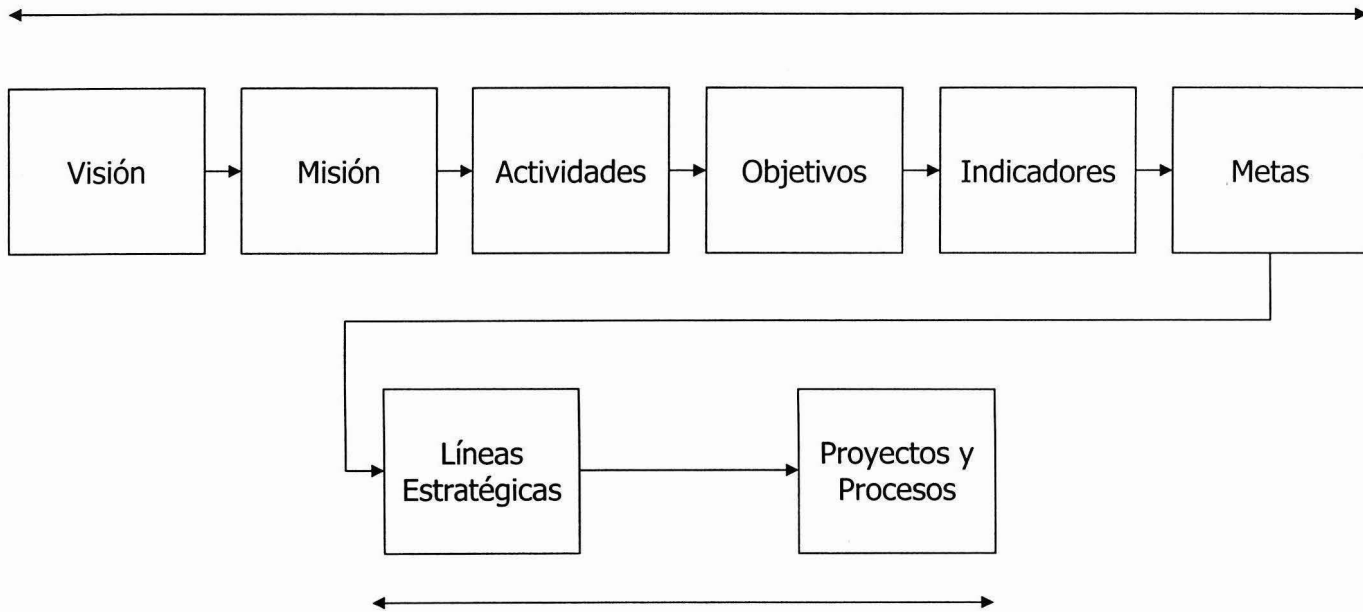 Visión
Misión
Actividades
Objetivos
Indicadores
Metas
Líneas
Estratégicas
Proyectos y
Procesos